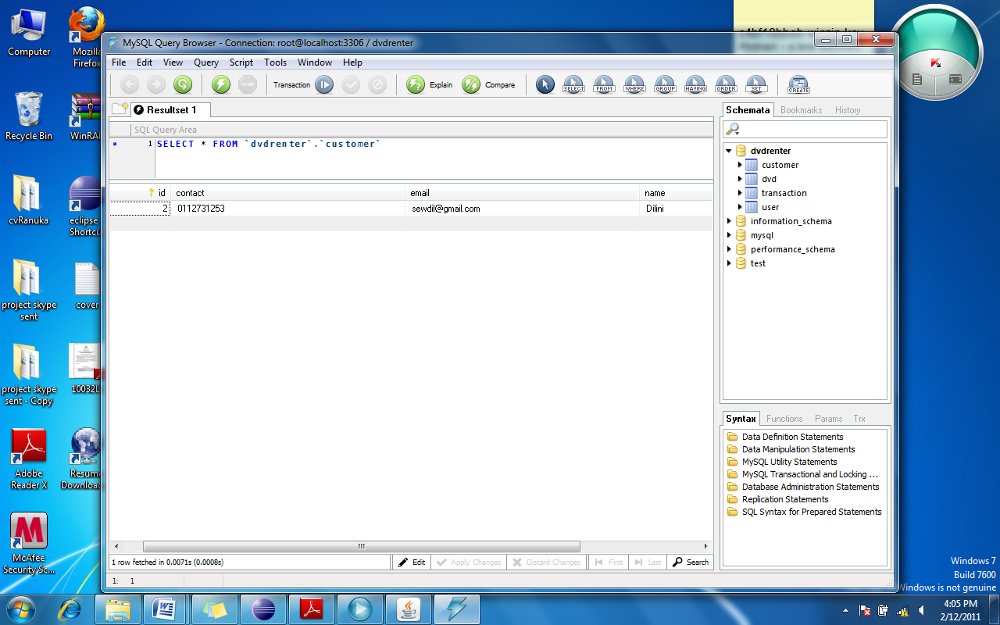 Computer
Mozilla
Firefox
Recycle Bin
WinRAR
cvRanuka
eclipse
Shortcu
project skype
sent
cover
project skype
sent - Copy
10032L
Adobe
Reader X
Resume
Download
McAfee
Security Sc...
MySQL Query Browser - Connection: root@localhost:3306 / dvdrenter
File Edit View Query Script Tools Window Help
STOP Transaction Explain Compare SELECT FROM WHERE GROUP HAVING ORDER SET CREATE
Resultset 1
SQL Query Area
1 SELECT * FROM `dvdrenter`.`customer`
id contact email name
2 0112731253 sewdil@gmail.com Dilini
Schemata Bookmarks History
dvdrenter
customer
dvd
transaction
user
information_schema
mysql
performance_schema
test
Syntax Functions Params Trx
Data Definition Statements
Data Manipulation Statements
MySQL Utility Statements
MySQL Transactional and Locking ...
Database Administration Statements
Replication Statements
SQL Syntax for Prepared Statements
1 row fetched in 0.0071s (0.0008s) Edit Apply Changes Discard Changes First Last Search
1: 1
Windows 7
Build 7600
Windows is not genuine
4:05 PM
2/12/2011